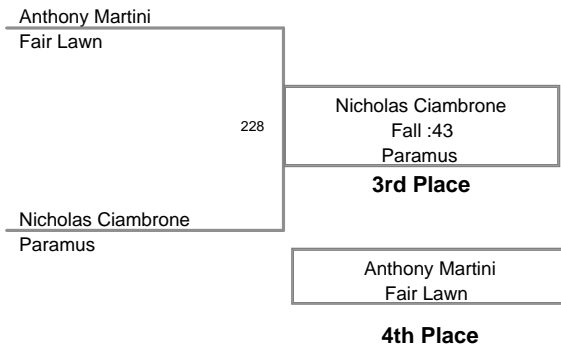 Anthony Martini
Fair Lawn
228
Nicholas Ciambrone
Fall :43
Paramus
3rd Place
Nicholas Ciambrone
Paramus
Anthony Martini
Fair Lawn
4th Place